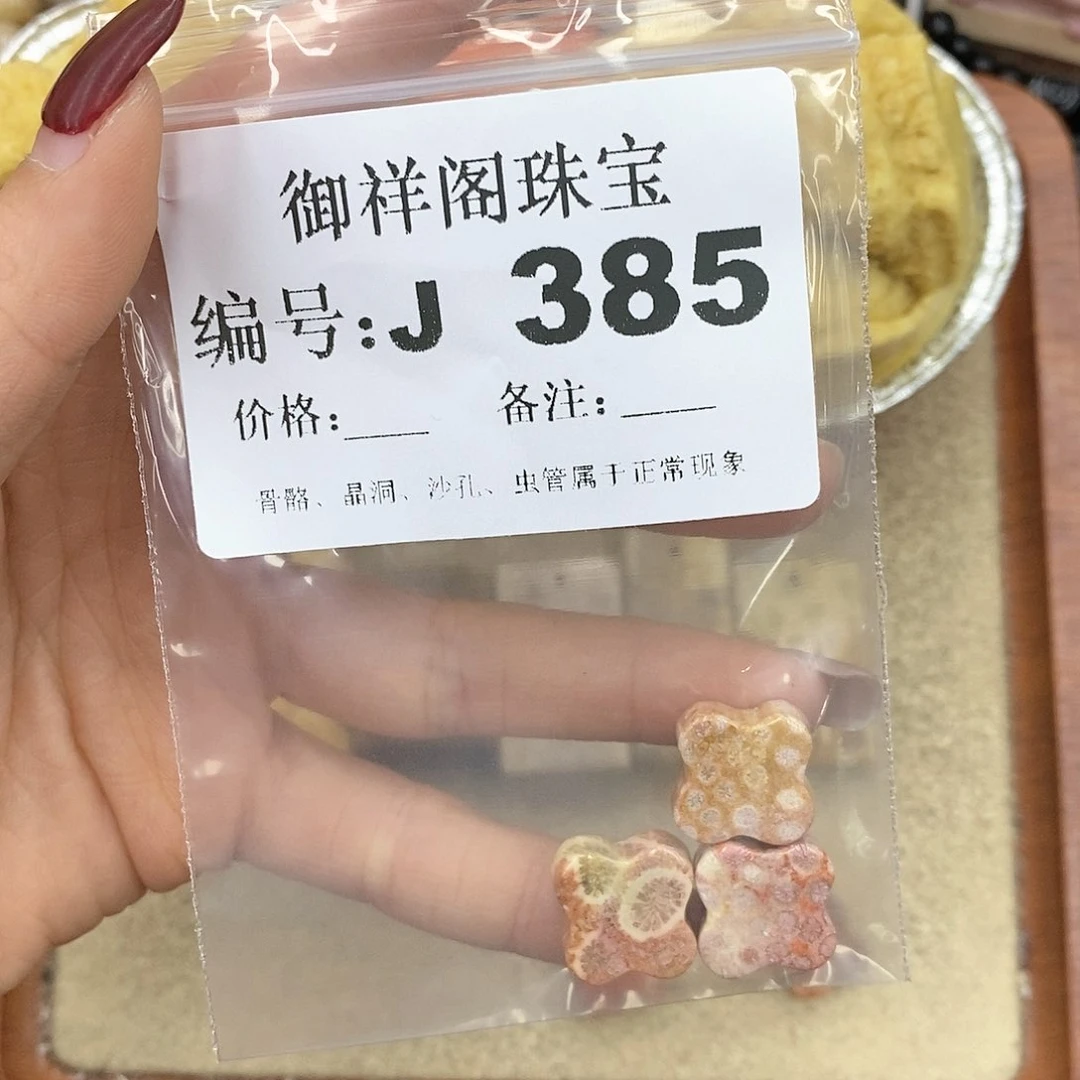 御祥阁珠宝
编号:J 385
价格:____ 备注:____
骨骼、晶洞、沙孔、虫管属于正常现象